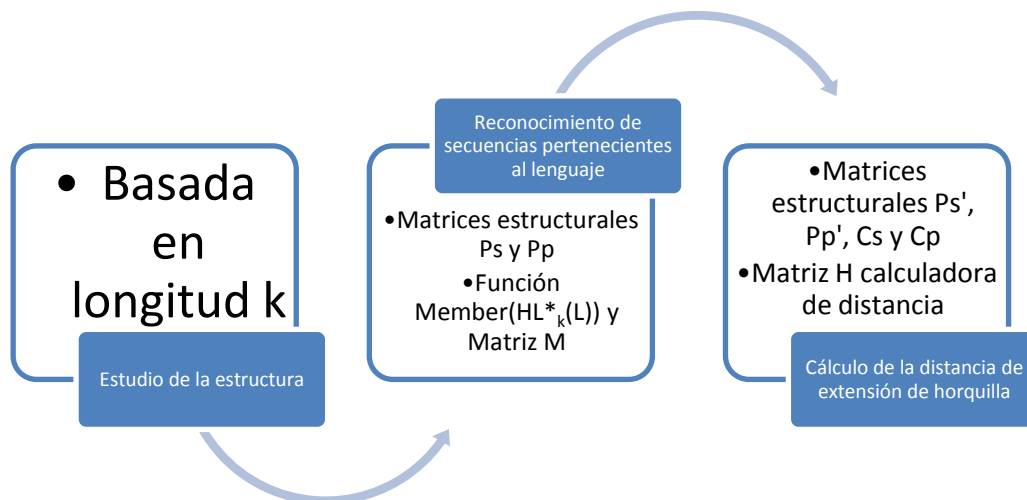 • Basada
en
longitud k
Estudio de la estructura
Reconocimiento de
secuencias pertenecientes
al lenguaje
•Matrices estructurales
Ps y Pp
•Función
Member(HL*k(L)) y
Matriz M
•Matrices
estructurales Ps',
Pp', Cs y Cp
•Matriz H calculadora
de distancia
Cálculo de la distancia de
extensión de horquilla